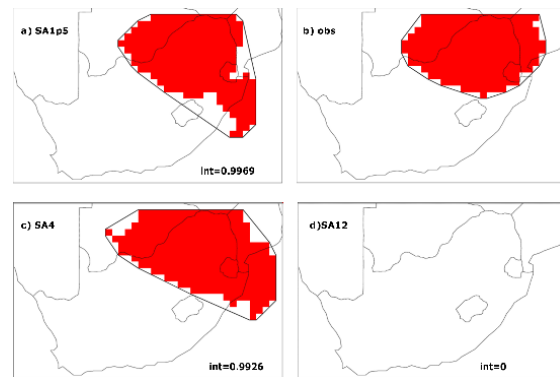 a) SA1p5
int=0.9969
b) obs
c) SA4
int=0.9926
d)SA12
int=0